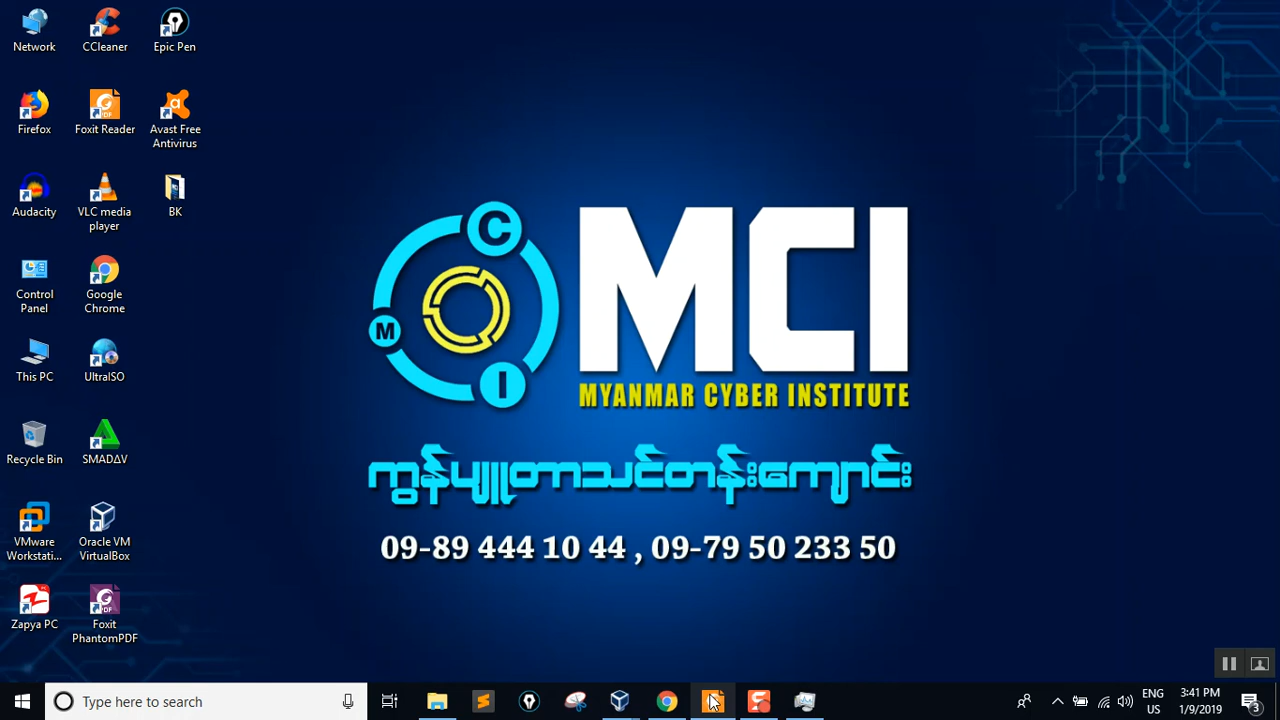 Network
CCleaner
Epic Pen
Firefox
Foxit Reader
Avast Free
Antivirus
Audacity
VLC media
player
BK
Control
Panel
Google
Chrome
This PC
UltraISO
Recycle Bin
SMADΔV
VMware
Workstati...
Oracle VM
VirtualBox
Zapya PC
Foxit
PhantomPDF
C
M
I
MCI
MYANMAR CYBER INSTITUTE
ကွန်ပျူတာသင်တန်းကျောင်း
09-89 444 10 44 , 09-79 50 233 50
Type here to search
ENG
US
3:41 PM
1/9/2019
3